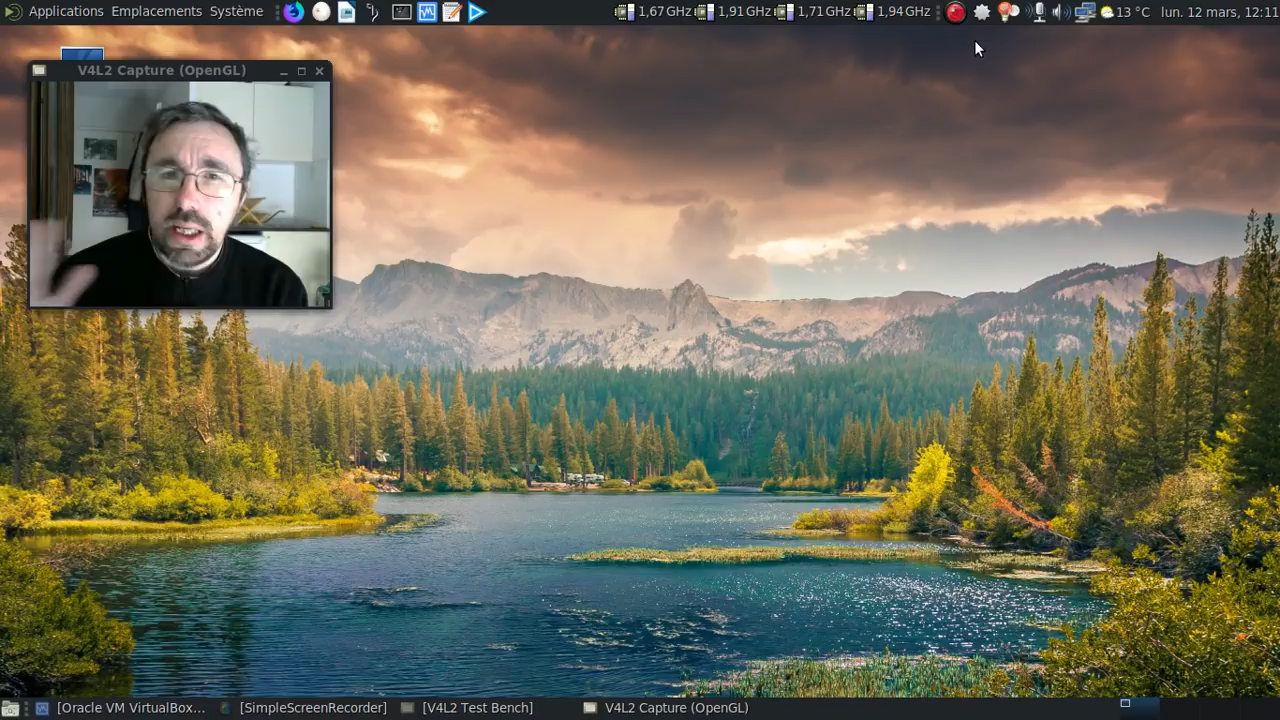 Applications Emplacements Système 1,67 GHz 1,91 GHz 1,71 GHz 1,94 GHz 13.°C lun. 12 mars, 12:11
V4L2 Capture (OpenGL)
[Oracle VM VirtualBox... [SimpleScreenRecorder] [V4L2 Test Bench] V4L2 Capture (OpenGL)